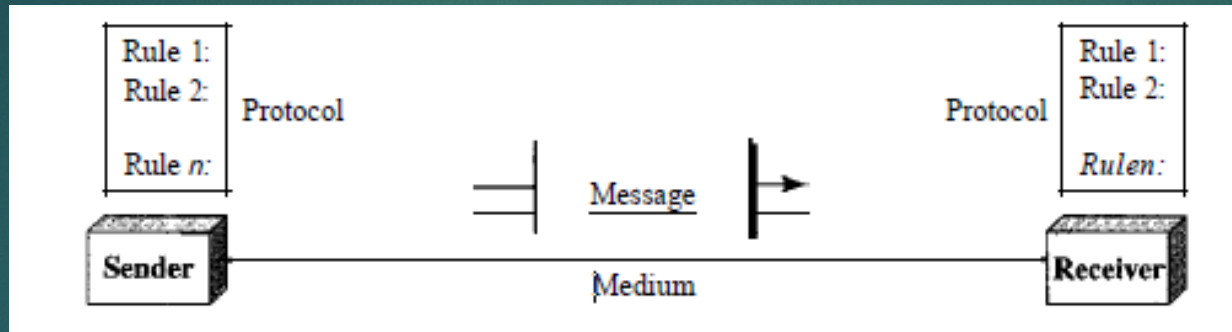 Rule 1:
Rule 2:
Rule n:
Protocol
Sender
Message
Medium
Protocol
Rule 1:
Rule 2:
Rulen:
Receiver